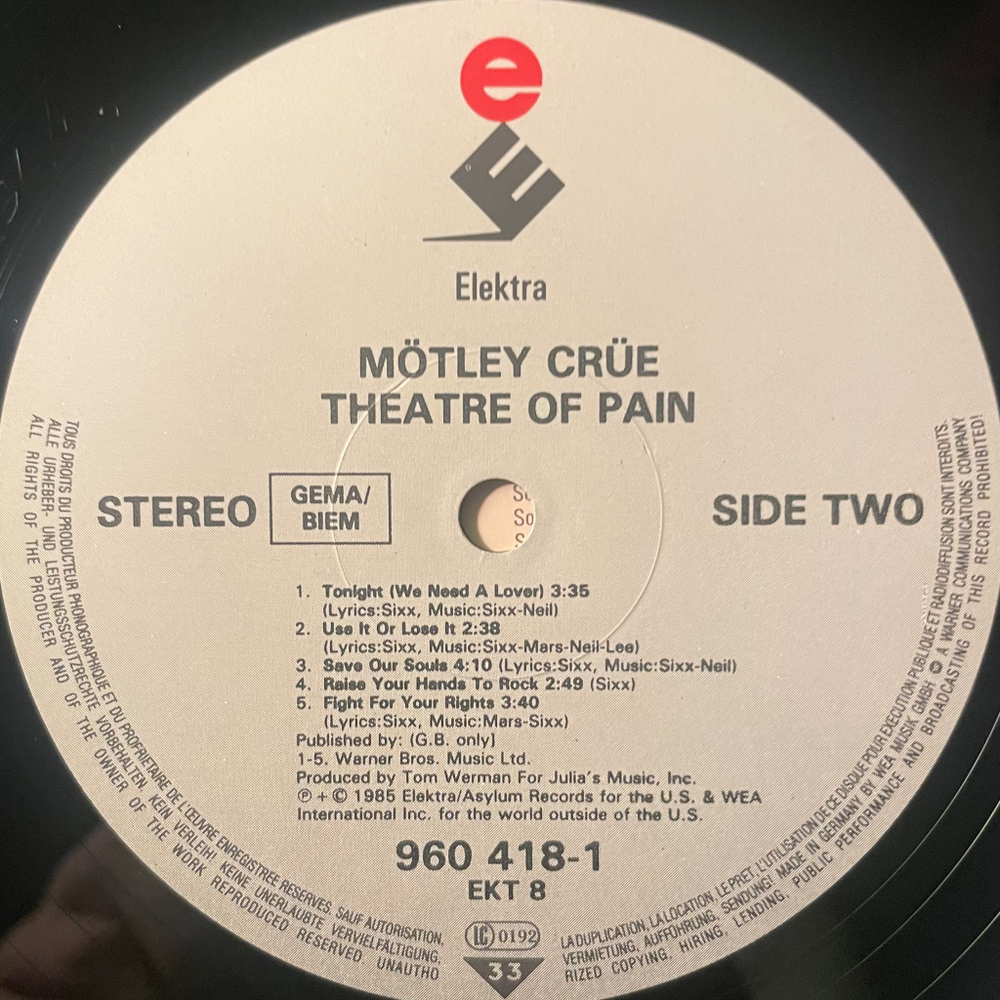 e
E
Elektra
MÖTLEY CRÜE
THEATRE OF PAIN
STEREO
GEMA/
BIEM
SIDE TWO
1. Tonight (We Need A Lover) 3:35
(Lyrics:Sixx, Music:Sixx-Neil)
2. Use It Or Lose It 2:38
(Lyrics:Sixx, Music:Sixx-Mars-Neil-Lee)
3. Save Our Souls 4:10 (Lyrics:Sixx, Music:Sixx-Neil)
4. Raise Your Hands To Rock 2:49 (Sixx)
5. Fight For Your Rights 3:40
(Lyrics:Sixx, Music:Mars-Sixx)
Published by: (G.B. only)
1-5. Warner Bros. Music Ltd.
Produced by Tom Werman For Julia's Music, Inc.
℗ + © 1985 Elektra/Asylum Records for the U.S. & WEA
International Inc. for the world outside of the U.S.
960 418-1
EKT 8
LC 0192
33
TOUS DROITS DU PRODUCTEUR PHONOGRAPHIQUE ET DU PROPRIETAIRE DE L'ŒUVRE ENREGISTREE RESERVES. SAUF AUTORISATION,
LA DUPLICATION, LA LOCATION, LE PRET, L'UTILISATION DE CE DISQUE POUR EXECUTION PUBLIQUE ET RADIODIFFUSION SONT INTERDITS.
ALLE URHEBER- UND LEISTUNGSSCHUTZRECHTE VORBEHALTEN. KEIN VERLEIH! KEINE UNERLAUBTE VERVIELFÄLTIGUNG,
VERMIETUNG, AUFFÜHRUNG, SENDUNG! MADE IN GERMANY BY WEA MUSIK GMBH. A WARNER COMMUNICATIONS COMPANY
ALL RIGHTS OF THE PRODUCER AND OF THE OWNER OF THE WORK REPRODUCED RESERVED. UNAUTHO
RIZED COPYING, HIRING, LENDING, PUBLIC PERFORMANCE AND BROADCASTING OF THIS RECORD PROHIBITED!